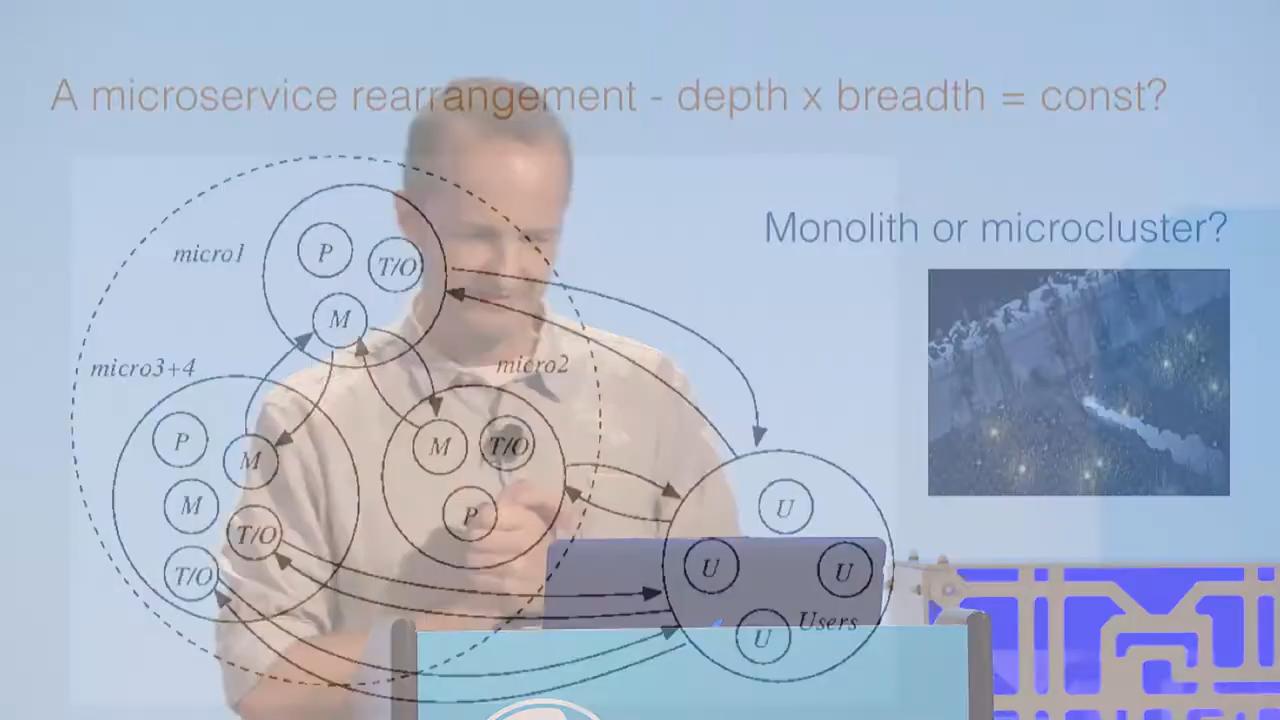 A microservice rearrangement - depth x breadth = const?
Monolith or microcluster?
micro1
P
T/O
M
micro3+4
micro2
P
M
M
T/O
M
P
T/O
T/O
U
U
U
U
Users